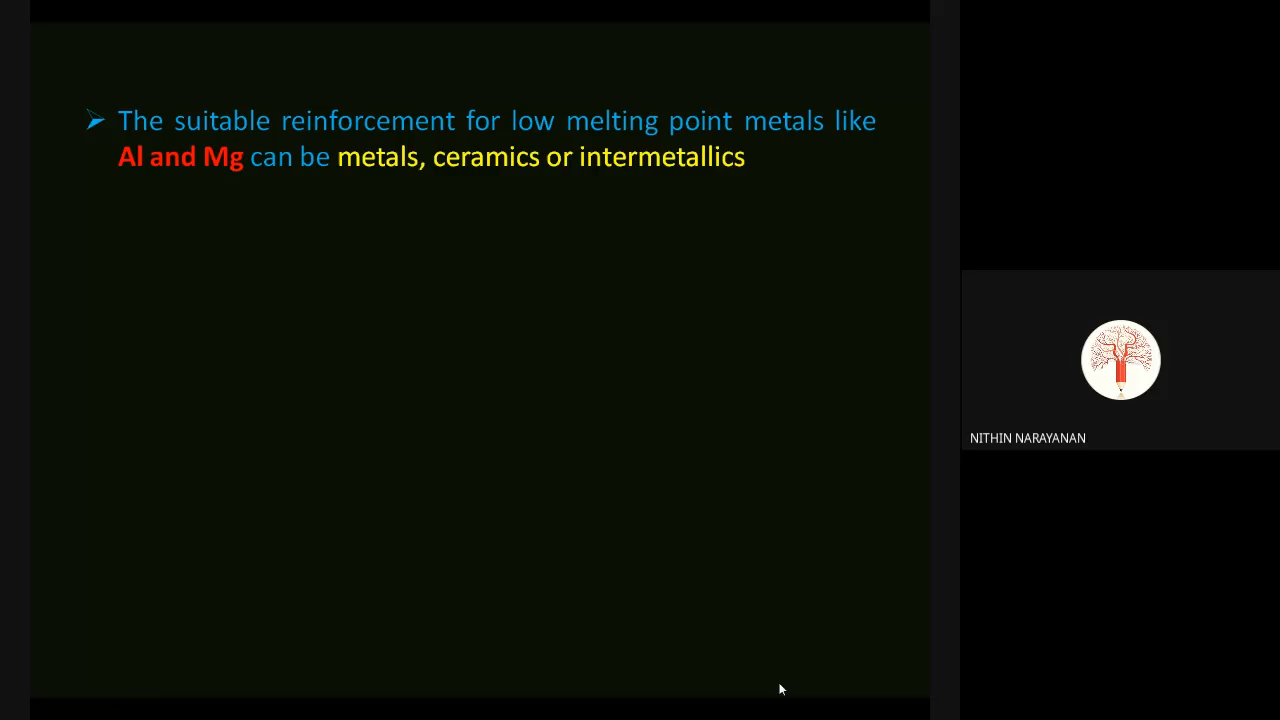 ➢ The suitable reinforcement for low melting point metals like
Al and Mg can be metals, ceramics or intermetallics
NITHIN NARAYANAN